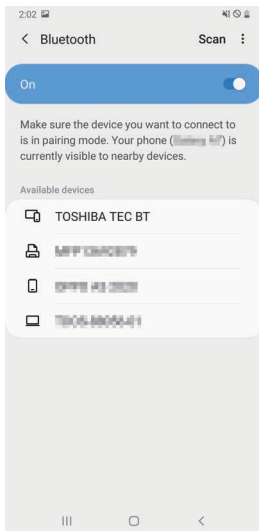 2:02
Bluetooth
Scan
On
Make sure the device you want to connect to
is in pairing mode. Your phone ( ) is
currently visible to nearby devices.
Available devices
TOSHIBA TEC BT